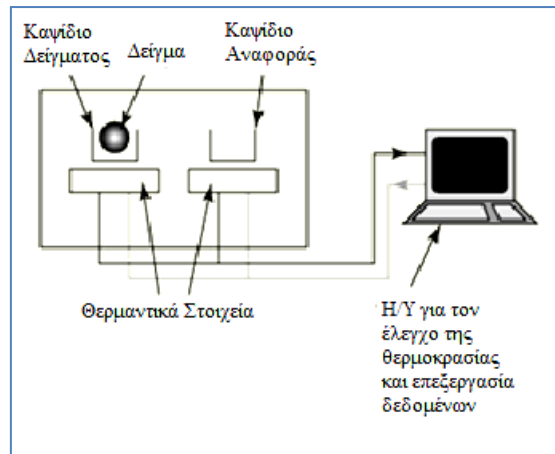 Καψίδιο
Δείγματος
Δείγμα
Καψίδιο
Αναφοράς
Θερμαντικά Στοιχεία
Η/Υ για τον
έλεγχο της
θερμοκρασίας
και επεξεργασία
δεδομένων